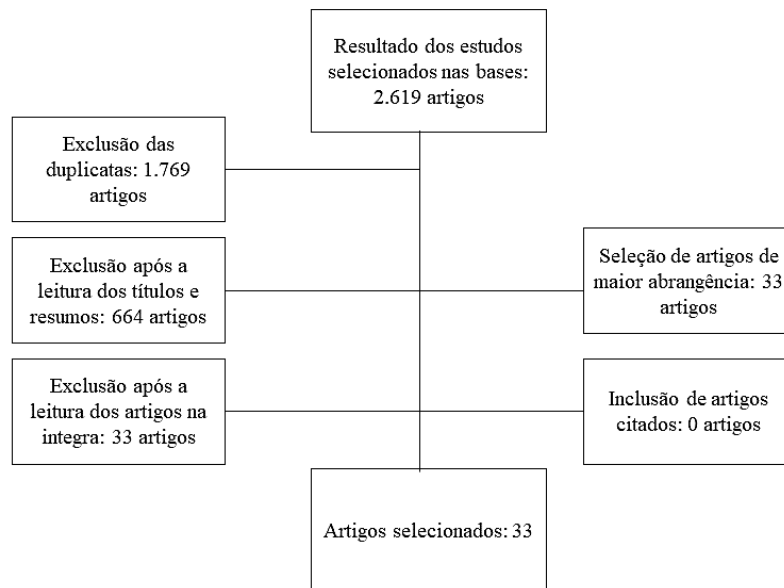 Resultado dos estudos
selecionados nas bases:
2.619 artigos
Exclusão das
duplicatas: 1.769
artigos
Exclusão após a
leitura dos títulos e
resumos: 664 artigos
Seleção de artigos de
maior abrangência: 33
artigos
Exclusão após a
leitura dos artigos na
integra: 33 artigos
Inclusão de artigos
citados: 0 artigos
Artigos selecionados: 33